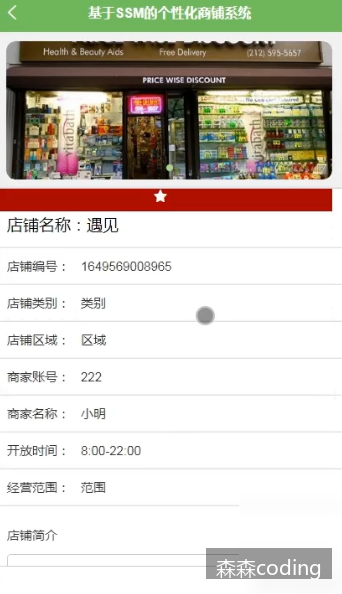 基于SSM的个性化商铺系统
PRICE WISE DISCOUNT
Health & Beauty Aids
Free Delivery
(212) 595-5657
PRICE WISE DISCOUNT
店铺名称：遇见
店铺编号： 1649569008965
店铺类别： 类别
店铺区域： 区域
商家账号： 222
商家名称： 小明
开放时间： 8:00-22:00
经营范围： 范围
店铺简介
森森coding